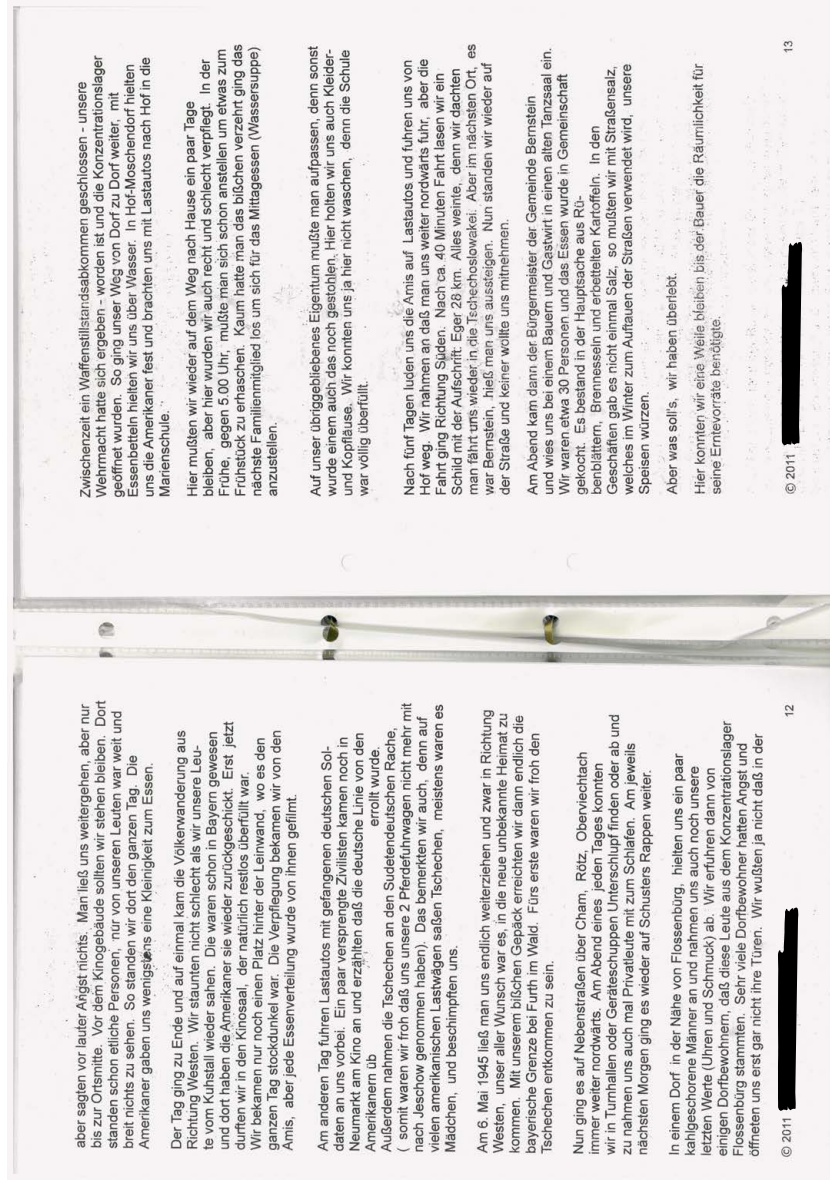 aber sagten vor lauter Angst nichts. Man ließ uns weitergehen, aber nur
bis zur Ortsmitte. Vor dem Kinogebäude sollten wir stehen bleiben. Dort
standen schon etliche Personen, nur von unseren Leuten war weit und
breit nichts zu sehen. So standen wir dort den ganzen Tag. Die
Amerikaner gaben uns wenigstens eine Kleinigkeit zum Essen.
Der Tag ging zu Ende und auf einmal kam die Völkerwanderung aus
Richtung Westen. Wir staunten nicht schlecht als wir unsere Leu-
te vom Kuhstall wieder sahen. Die waren schon in Bayern gewesen
und dort haben die Amerikaner sie wieder zurückgeschickt. Erst jetzt
durften wir in den Kinosaal, der natürlich restlos überfüllt war.
Wir bekamen nur noch einen Platz hinter der Leinwand, wo es den
ganzen Tag stockdunkel war. Die Verpflegung bekamen wir von den
Amis, aber jede Essenverteilung wurde von ihnen gefilmt.
Am anderen Tag fuhren Lastautos mit gefangenen deutschen Sol-
daten an uns vorbei. Ein paar versprengte Zivilisten kamen noch in
Neumarkt am Kino an und erzählten daß die deutsche Linie von den
Amerikanern üb errollt wurde.
Außerdem nahmen die Tschechen an den Sudetendeutschen Rache,
( somit waren wir froh daß uns unsere 2 Pferdefuhrwagen nicht mehr mit
nach Jeschow genommen haben). Das bemerkten wir auch, denn auf
vielen amerikanischen Lastwägen saßen Tschechen, meistens waren es
Mädchen, und beschimpften uns.
Am 6. Mai 1945 ließ man uns endlich weiterziehen und zwar in Richtung
Westen, unser aller Wunsch war es, in die neue unbekannte Heimat zu
kommen. Mit unserem bißchen Gepäck erreichten wir dann endlich die
bayerische Grenze bei Furth im Wald. Fürs erste waren wir froh den
Tschechen entkommen zu sein.
Nun ging es auf Nebenstraßen über Cham, Rötz, Oberviechtach
immer weiter nordwärts. Am Abend eines jeden Tages konnten
wir in Turnhallen oder Geräteschuppen Unterschlupf finden oder ab und
zu nahmen uns auch mal Privatleute mit zum Schlafen. Am jeweils
nächsten Morgen ging es wieder auf Schusters Rappen weiter.
In einem Dorf in der Nähe von Flossenbürg, hielten uns ein paar
kahlgeschorene Männer an und nahmen uns auch noch unsere
letzten Werte (Uhren und Schmuck) ab. Wir erfuhren dann von
einigen Dorfbewohnern, daß diese Leute aus dem Konzentrationslager
Flossenbürg stammten. Sehr viele Dorfbewohner hatten Angst und
öffneten uns erst gar nicht ihre Türen. Wir wußten ja nicht daß in der
© 2011 12
Zwischenzeit ein Waffenstillstandsabkommen geschlossen - unsere
Wehrmacht hatte sich ergeben - worden ist und die Konzentrationslager
geöffnet wurden. So ging unser Weg von Dorf zu Dorf weiter, mit
Essenbetteln hielten wir uns über Wasser. In Hof-Moschendorf hielten
uns die Amerikaner fest und brachten uns mit Lastautos nach Hof in die
Marienschule.
Hier mußten wir wieder auf dem Weg nach Hause ein paar Tage
bleiben, aber hier wurden wir auch recht und schlecht verpflegt. In der
Frühe, gegen 5.00 Uhr, mußte man sich schon anstellen um etwas zum
Frühstück zu erhaschen. Kaum hatte man das bißchen verzehrt ging das
nächste Familienmitglied los um sich für das Mittagessen (Wassersuppe)
anzustellen.
Auf unser übriggebliebenes Eigentum mußte man aufpassen, denn sonst
wurde einem auch das noch gestohlen. Hier holten wir uns auch Kleider-
und Kopfläuse. Wir konnten uns ja hier nicht waschen, denn die Schule
war völlig überfüllt.
Nach fünf Tagen luden uns die Amis auf Lastautos und fuhren uns von
Hof weg. Wir nahmen an daß man uns weiter nordwärts fuhr, aber die
Fahrt ging Richtung Süden. Nach ca. 40 Minuten Fahrt lasen wir ein
Schild mit der Aufschrift: Eger 28 km. Alles weinte, denn wir dachten
man fährt uns wieder in die Tschechoslowakei. Aber im nächsten Ort, es
war Bernstein, hieß man uns aussteigen. Nun standen wir wieder auf
der Straße und keiner wollte uns mitnehmen.
Am Abend kam dann der Bürgermeister der Gemeinde Bernstein
und wies uns bei einem Bauern und Gastwirt in einen alten Tanzsaal ein.
Wir waren etwa 30 Personen und das Essen wurde in Gemeinschaft
gekocht. Es bestand in der Hauptsache aus Rü-
benblättern, Brennesseln und erbettelten Kartoffeln. In den
Geschäften gab es nicht einmal Salz, so mußten wir mit Straßensalz,
welches im Winter zum Auftauen der Straßen verwendet wird, unsere
Speisen würzen.
Aber was soll's, wir haben überlebt.
Hier konnten wir eine Weile bleiben bis der Bauer die Räumlichkeit für
seine Erntevorräte benötigte.
© 2011 13